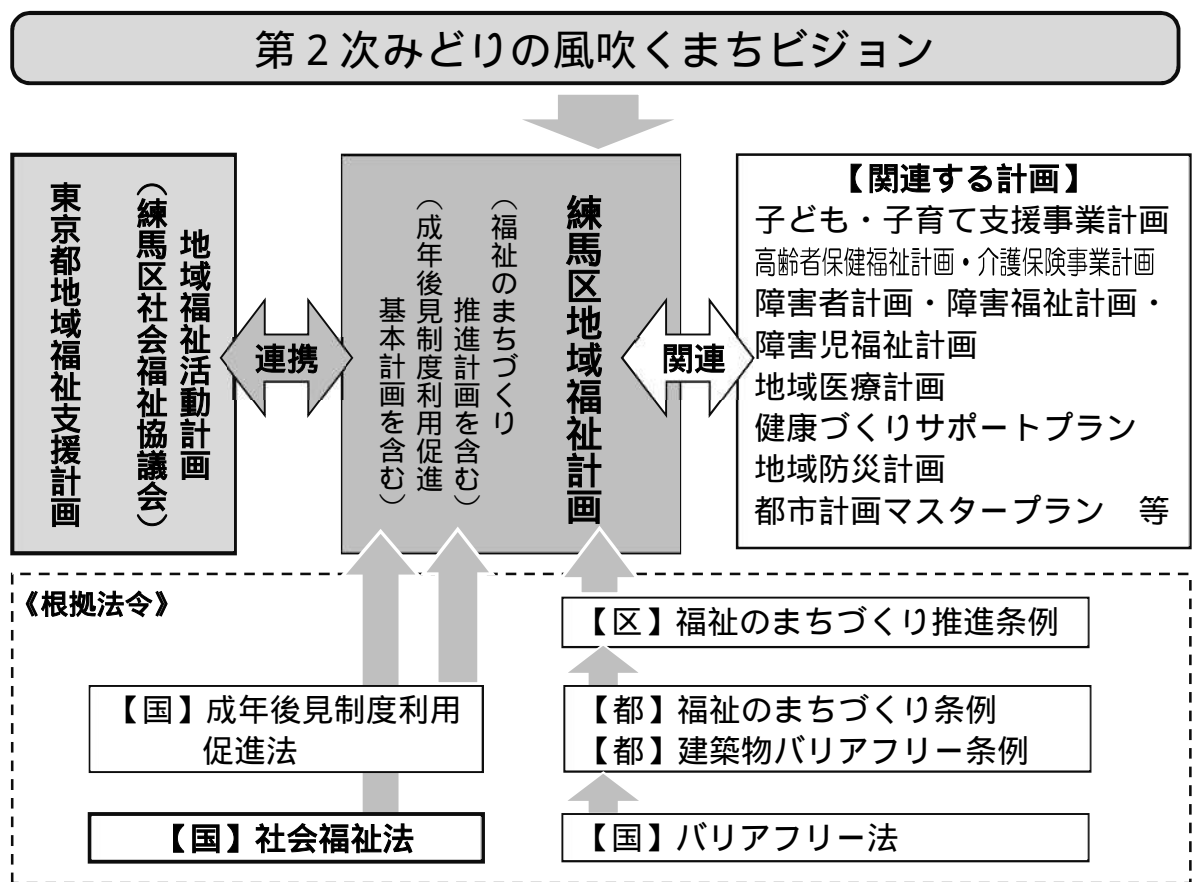 第2次みどりの風吹くまちビジョン
地域福祉活動計画
（練馬区社会福祉協議会）
東京都地域福祉支援計画
連携
練馬区地域福祉計画
（福祉のまちづくり
推進計画を含む）
（成年後見制度利用促進
基本計画を含む）
関連
【関連する計画】
子ども・子育て支援事業計画
高齢者保健福祉計画・介護保険事業計画
障害者計画・障害福祉計画・
障害児福祉計画
地域医療計画
健康づくりサポートプラン
地域防災計画
都市計画マスタープラン　等
《根拠法令》
【区】福祉のまちづくり推進条例
【国】成年後見制度利用
促進法
【都】福祉のまちづくり条例
【都】建築物バリアフリー条例
【国】社会福祉法
【国】バリアフリー法